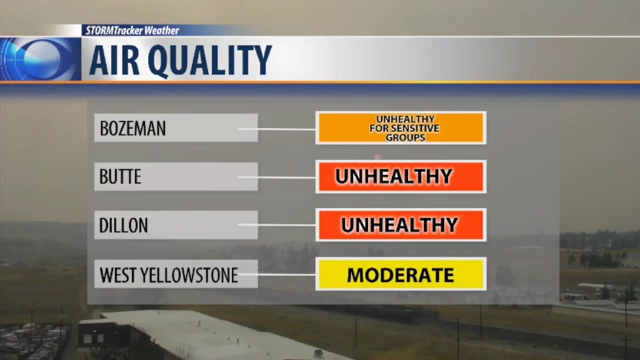 STORMTracker Weather
AIR QUALITY
BOZEMAN
UNHEALTHY
FOR SENSITIVE
GROUPS
BUTTE
UNHEALTHY
DILLON
UNHEALTHY
WEST YELLOWSTONE
MODERATE